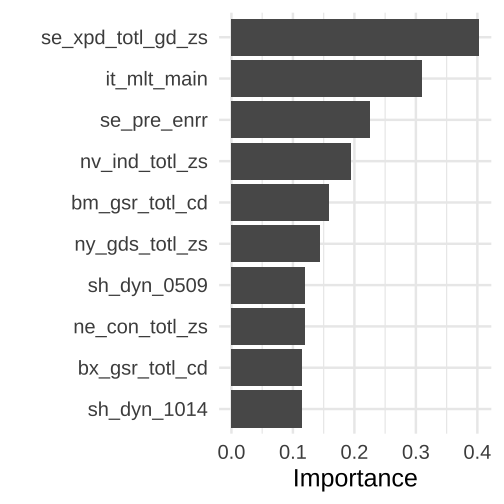 se_xpd_totl_gd_zs
it_mlt_main
se_pre_enrr
nv_ind_totl_zs
bm_gsr_totl_cd
ny_gds_totl_zs
sh_dyn_0509
ne_con_totl_zs
bx_gsr_totl_cd
sh_dyn_1014
0.0 0.1 0.2 0.3 0.4
Importance